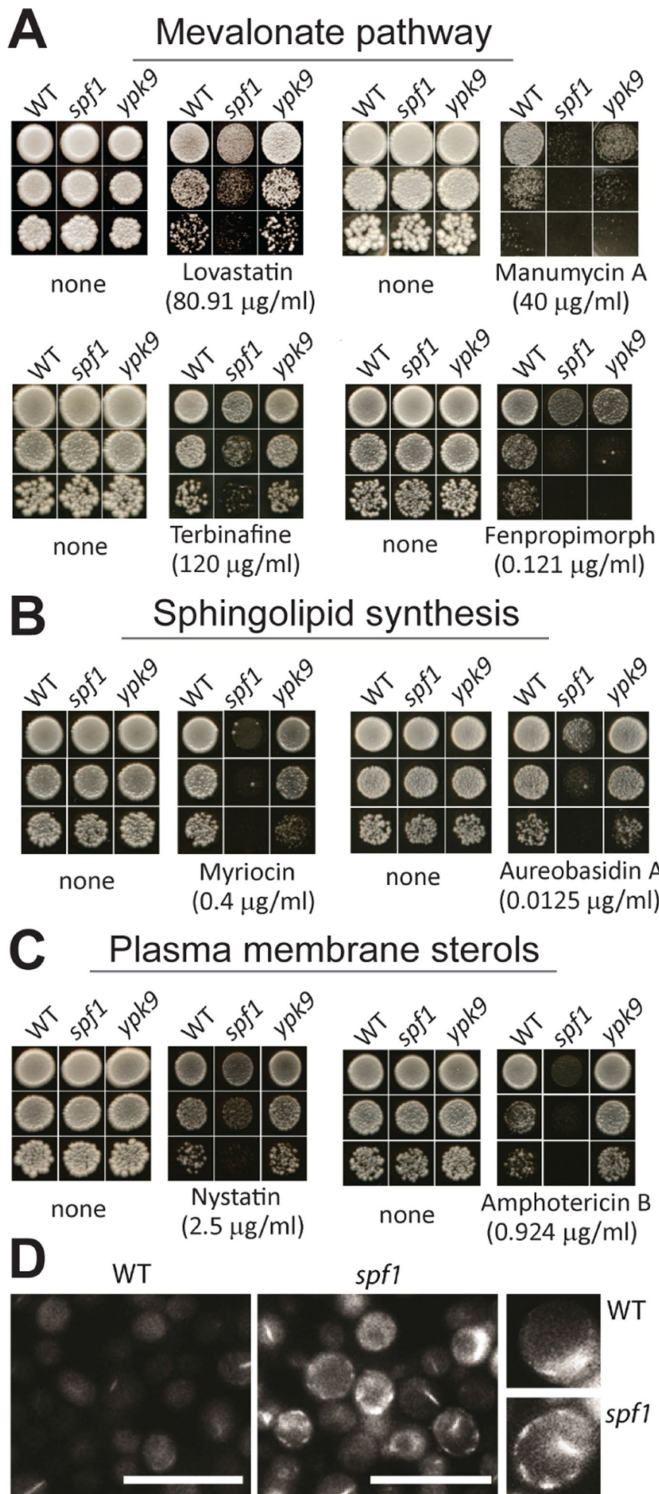 A
Mevalonate pathway
WT spf1 ypk9 WT spf1 ypk9 WT spf1 ypk9 WT spf1 ypk9
none
Lovastatin
(80.91 μg/ml)
none
Manumycin A
(40 μg/ml)
WT spf1 ypk9 WT spf1 ypk9 WT spf1 ypk9 WT spf1 ypk9
none
Terbinafine
(120 μg/ml)
none
Fenpropimorph
(0.121 μg/ml)
B
Sphingolipid synthesis
WT spf1 ypk9 WT spf1 ypk9 WT spf1 ypk9 WT spf1 ypk9
none
Myriocin
(0.4 μg/ml)
none
Aureobasidin A
(0.0125 μg/ml)
C
Plasma membrane sterols
WT spf1 ypk9 WT spf1 ypk9 WT spf1 ypk9 WT spf1 ypk9
none
Nystatin
(2.5 μg/ml)
none
Amphotericin B
(0.924 μg/ml)
D
WT spf1
WT
spf1